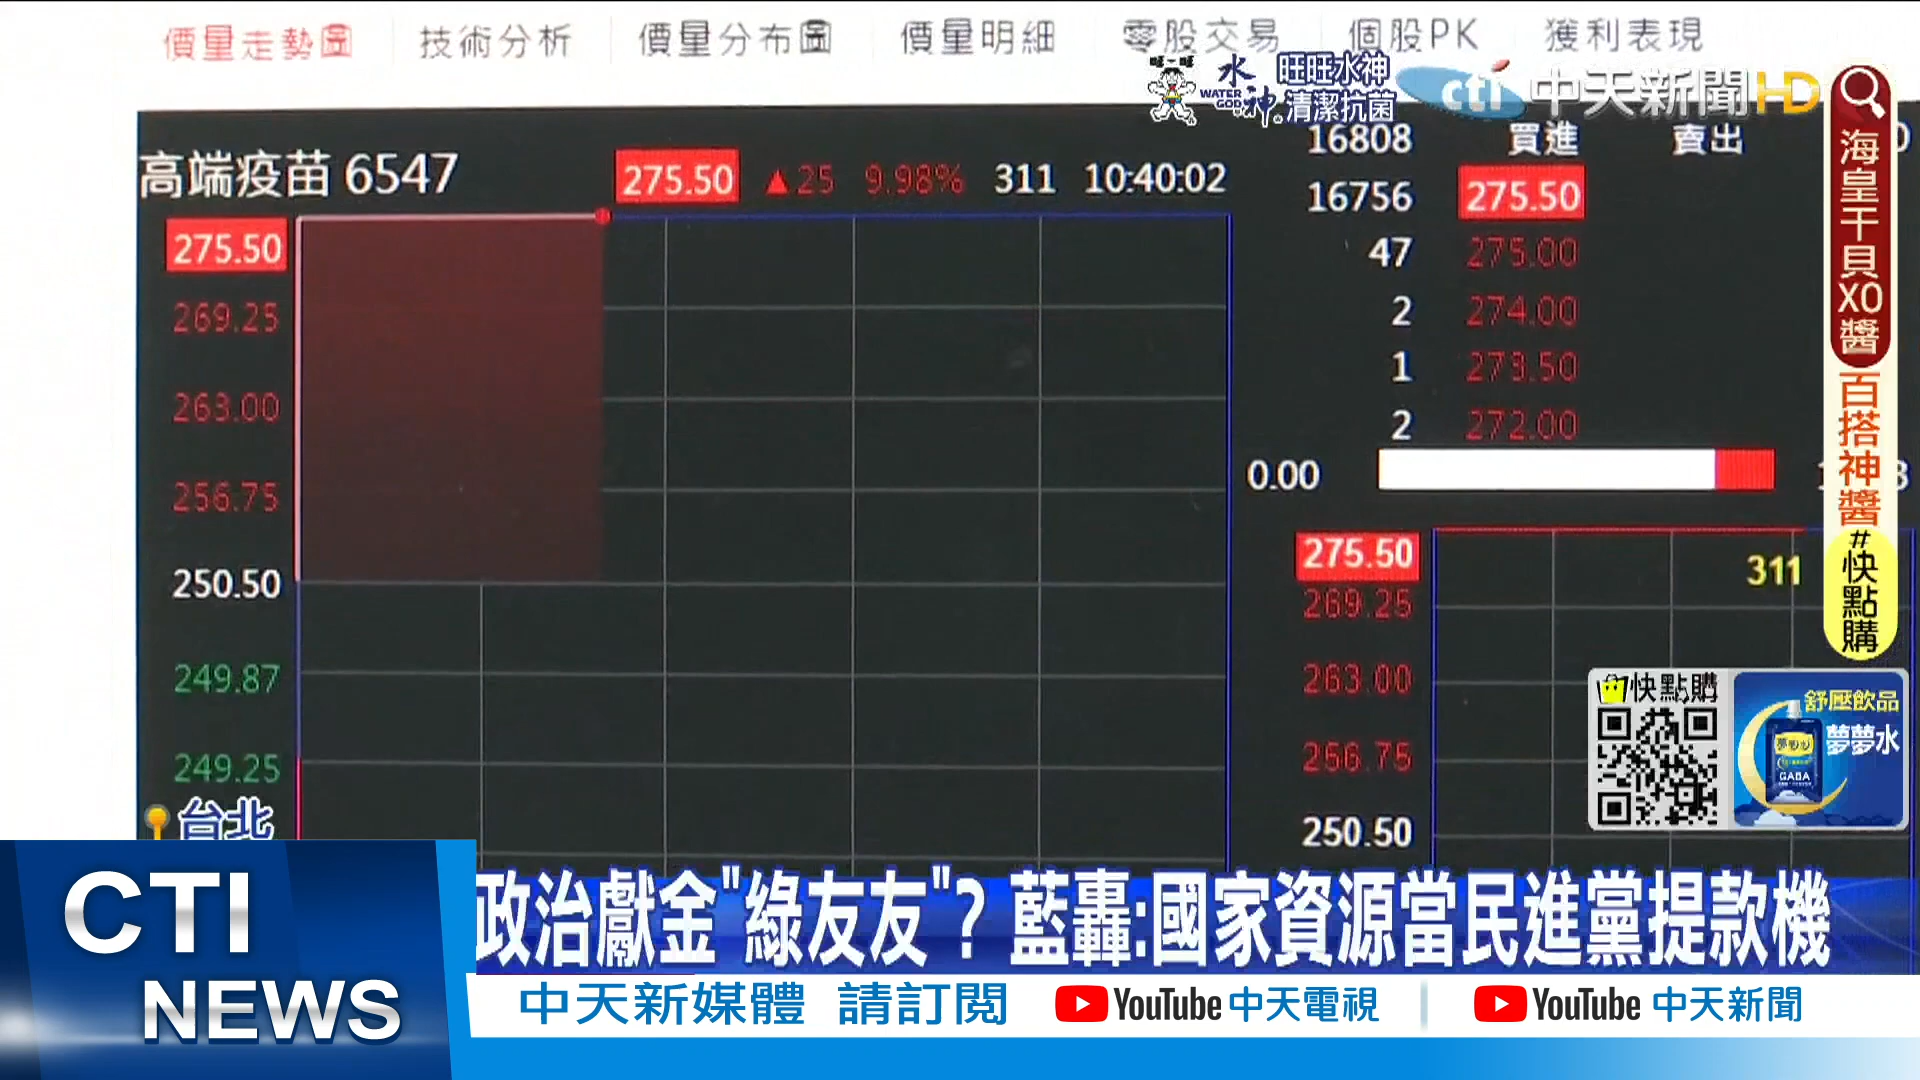 價量走勢圖 技術分析 價量分布圖 價量明細 零股交易 個股PK 獲利表現
旺旺水神
水神 WATER GOD
清潔抗菌
cti 中天新聞HD
高端疫苗 6547 275.50 ▲25 9.98% 311 10:40:02
16808 買進 賣出
16756 275.50
47 275.00
2 274.00
1 273.50
2 272.00
0.00
275.50
269.25
263.00
256.75
250.50
249.87
249.25
275.50 311
269.25
263.00
256.75
250.50
海皇干貝XO醬
百搭神醬
#快點購
快點購
舒壓飲品
夢夢水
GABA
台北
CTI NEWS
政治獻金"綠友友"? 藍轟:國家資源當民進黨提款機
中天新媒體 請訂閱 YouTube 中天電視 YouTube 中天新聞